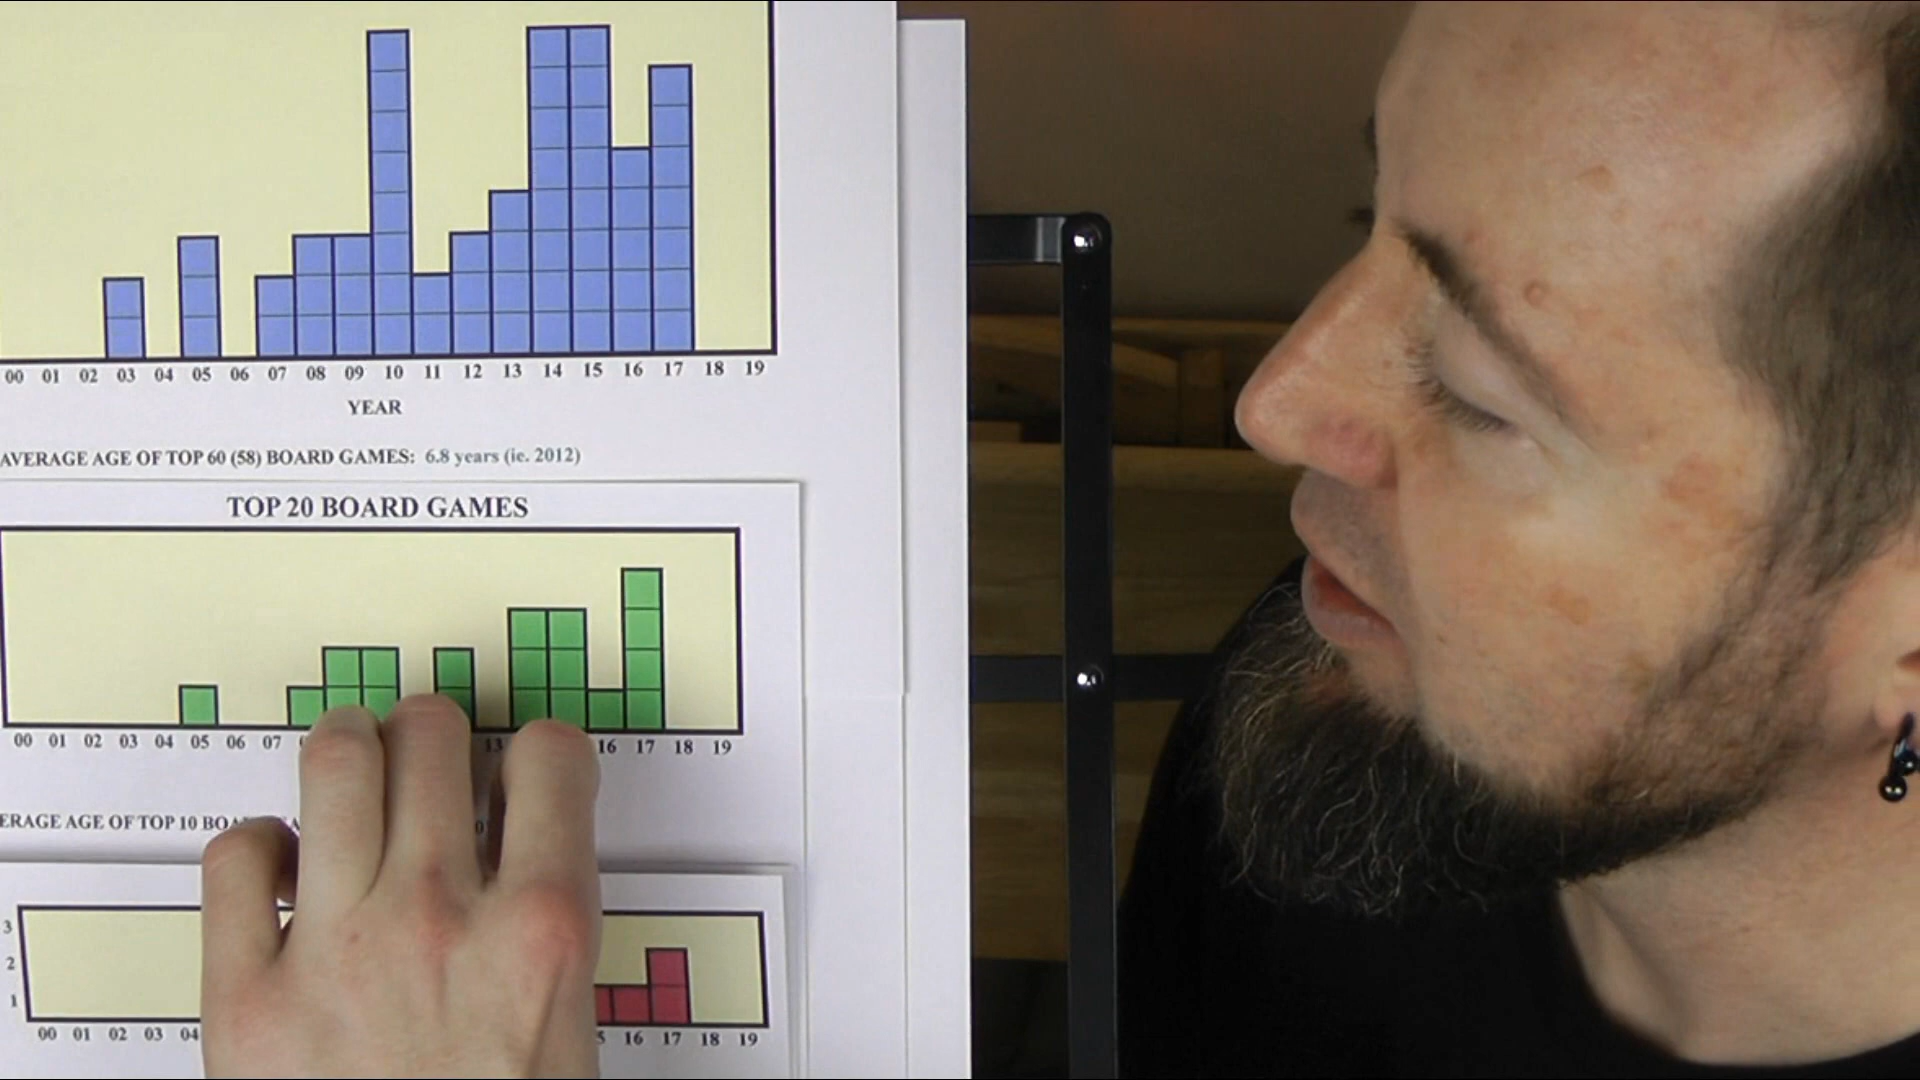 00 01 02 03 04 05 06 07 08 09 10 11 12 13 14 15 16 17 18 19
YEAR
AVERAGE AGE OF TOP 60 (58) BOARD GAMES: 6.8 years (ie. 2012)
TOP 20 BOARD GAMES
00 01 02 03 04 05 06 07 13 16 17 18 19
AGE OF TOP 10
3
2
1
00 01 02 03 04 16 17 18 19